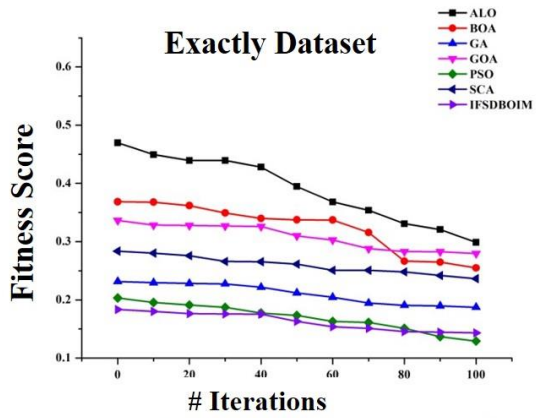 Exactly Dataset
ALO
BOA
GA
GOA
PSO
SCA
IFSDBOIM
Fitness Score
0.6
0.5
0.4
0.3
0.2
0.1
0 20 40 60 80 100
# Iterations